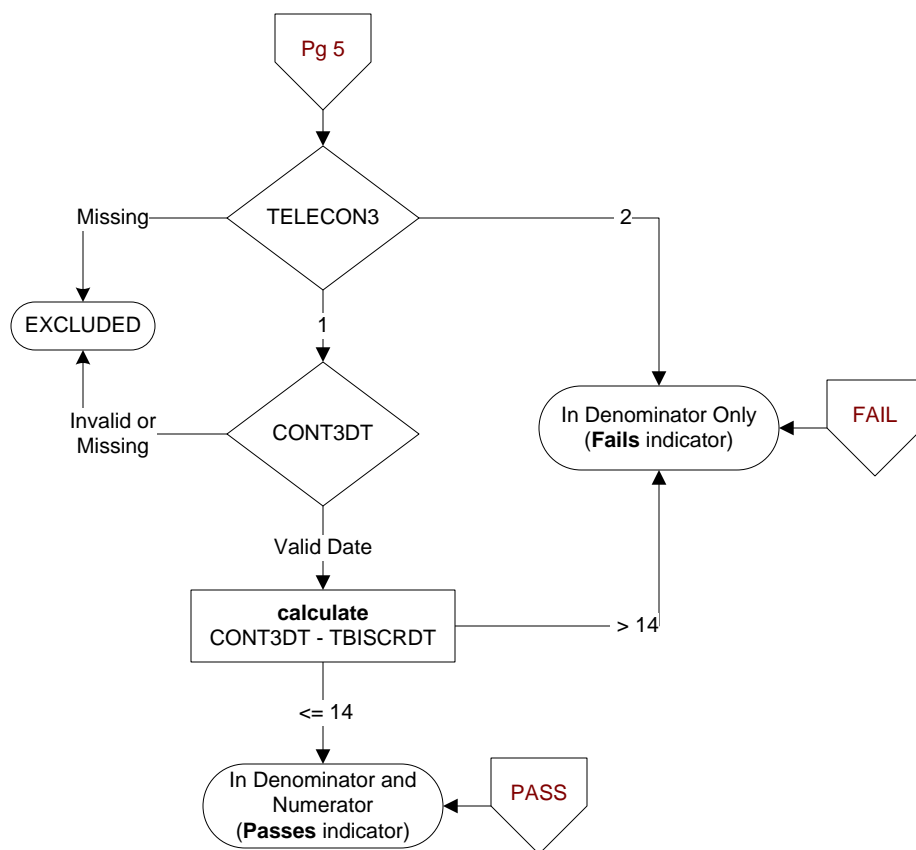 Pg 5
TELECON3
Missing
2
EXCLUDED
1
Invalid or
Missing
CONT3DT
In Denominator Only
(Fails indicator)
FAIL
Valid Date
calculate
CONT3DT - TBISCRDT
> 14
<= 14
In Denominator and
Numerator
(Passes indicator)
PASS